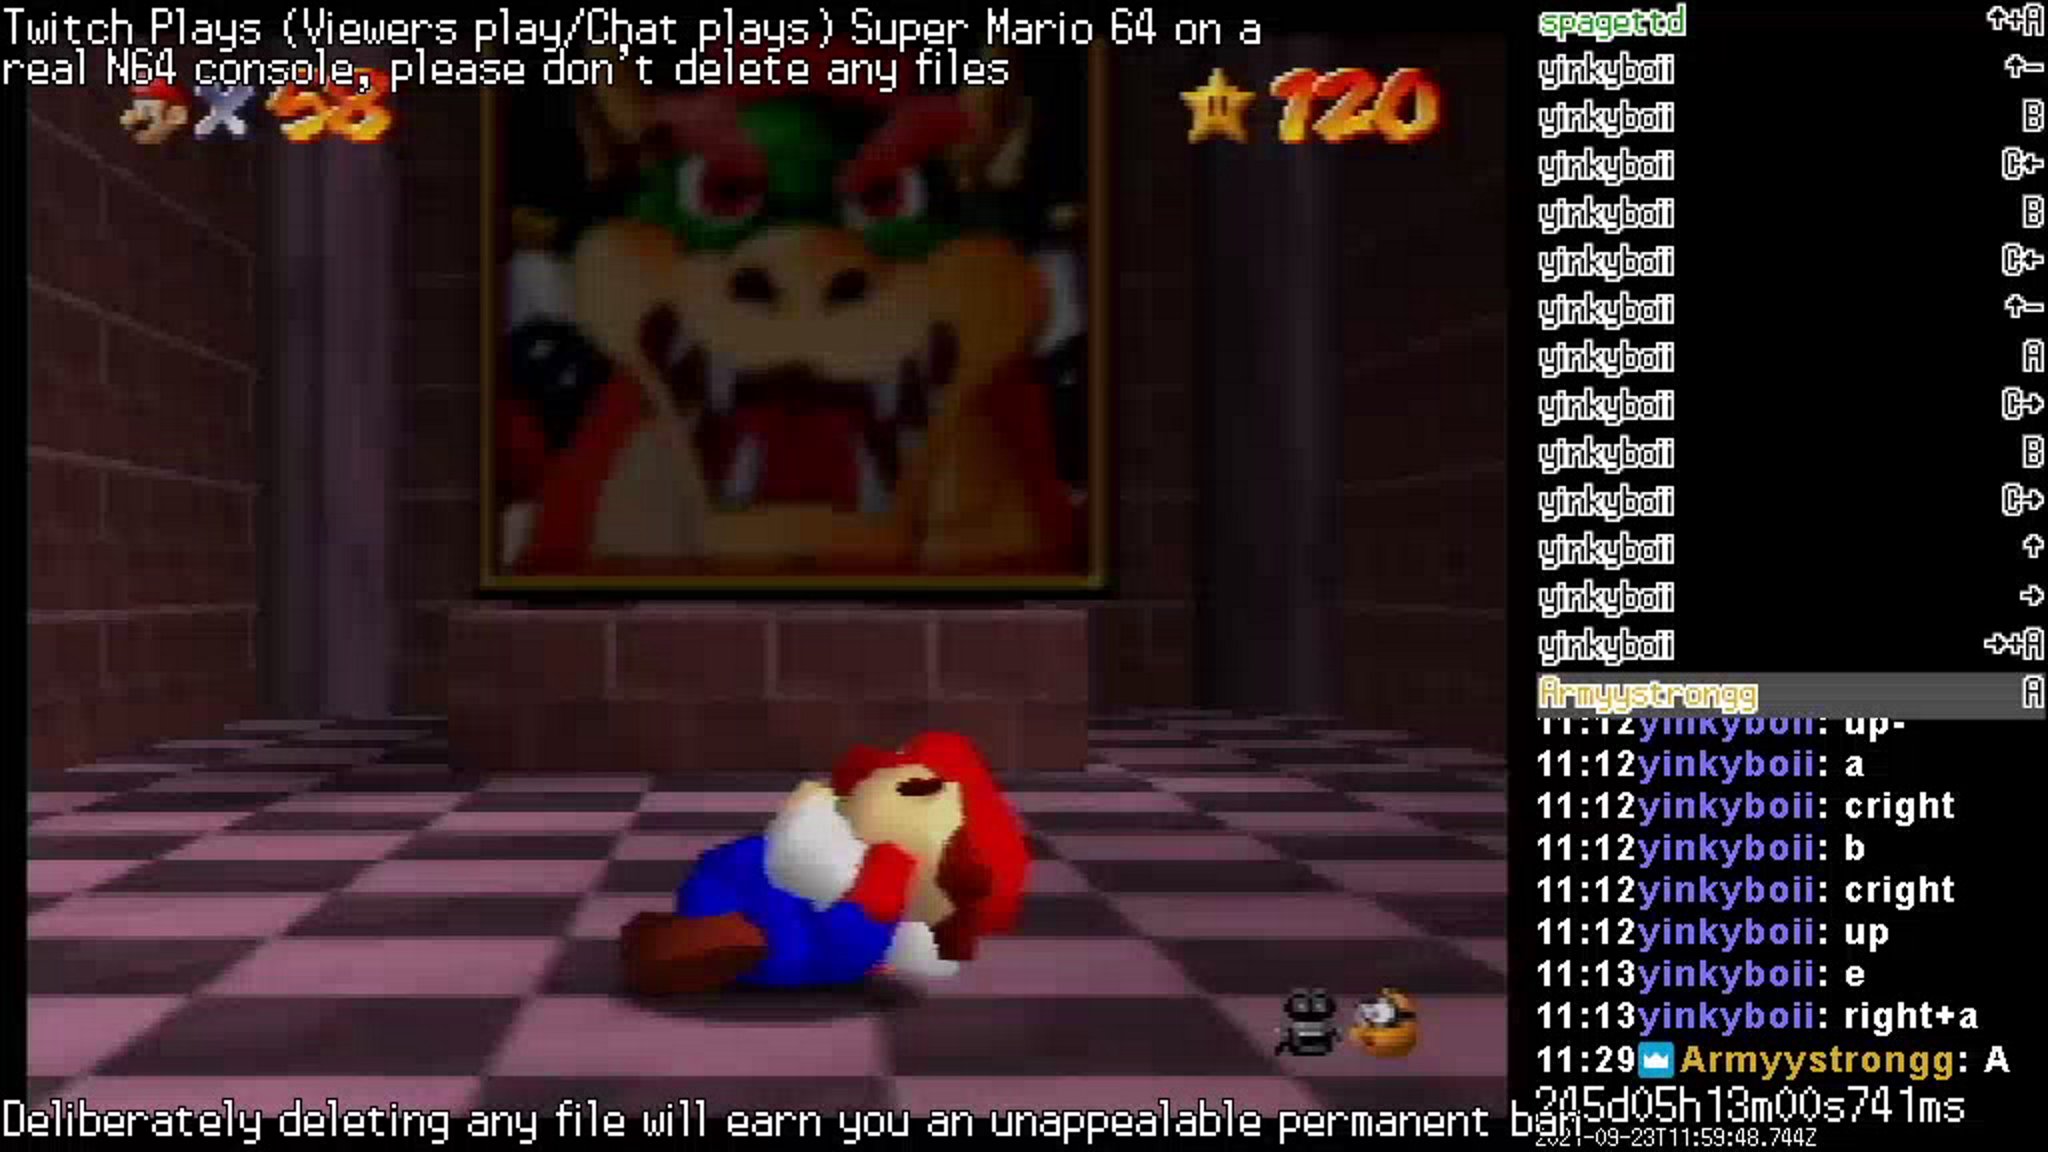 Twitch Plays (Viewers play/Chat plays) Super Mario 64 on a
real N64 console, please don't delete any files
120
spagettd ↑+A
yinkyboii ↑-
yinkyboii B
yinkyboii C←
yinkyboii B
yinkyboii C←
yinkyboii ↑-
yinkyboii A
yinkyboii C→
yinkyboii B
yinkyboii C→
yinkyboii ↑
yinkyboii →
yinkyboii →+A
Armyystrongg A
11:12yinkyboii: up-
11:12yinkyboii: a
11:12yinkyboii: cright
11:12yinkyboii: b
11:12yinkyboii: cright
11:12yinkyboii: up
11:13yinkyboii: e
11:13yinkyboii: right+a
11:29Armyystrongg: A
245d05h13m00s741ms
Deliberately deleting any file will earn you an unappealable permanent ban
2021-09-23T11:59:48.744Z